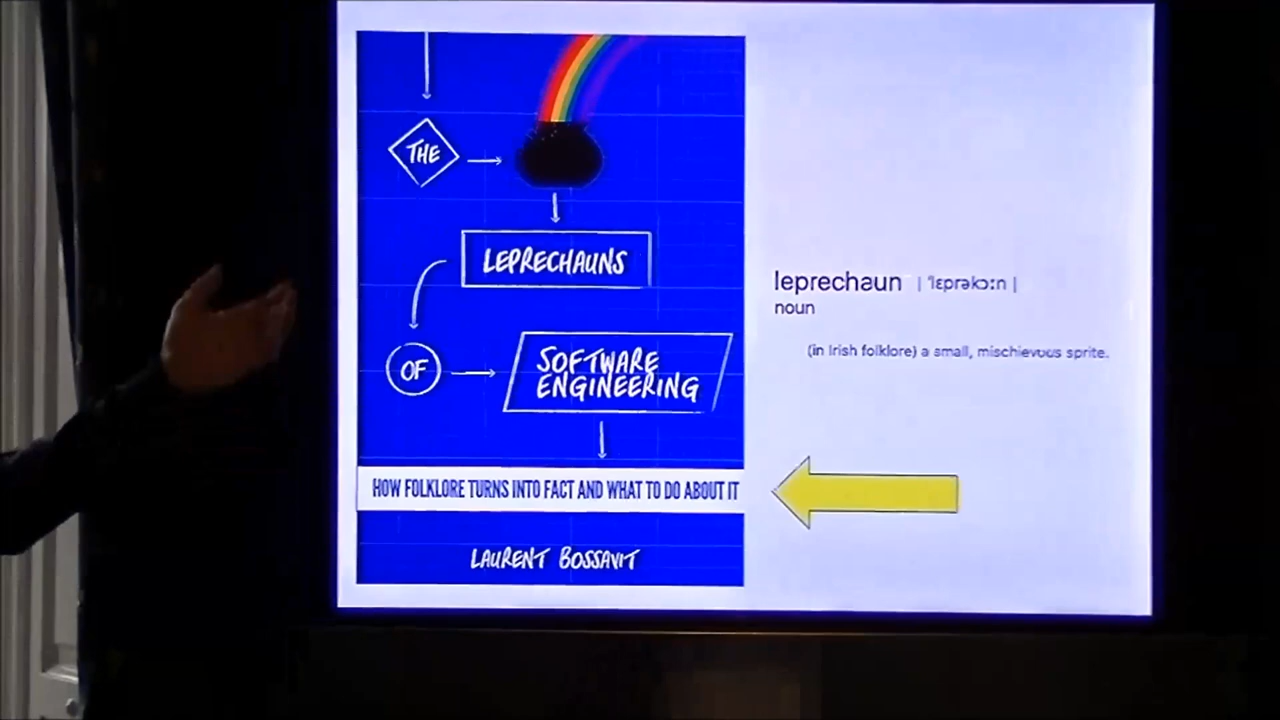 THE
LEPRECHAUNS
OF
SOFTWARE
ENGINEERING
HOW FOLKLORE TURNS INTO FACT AND WHAT TO DO ABOUT IT
LAURENT BOSSAVIT
leprechaun | ˈlɛprəkɔːn |
noun
(in Irish folklore) a small, mischievous sprite.